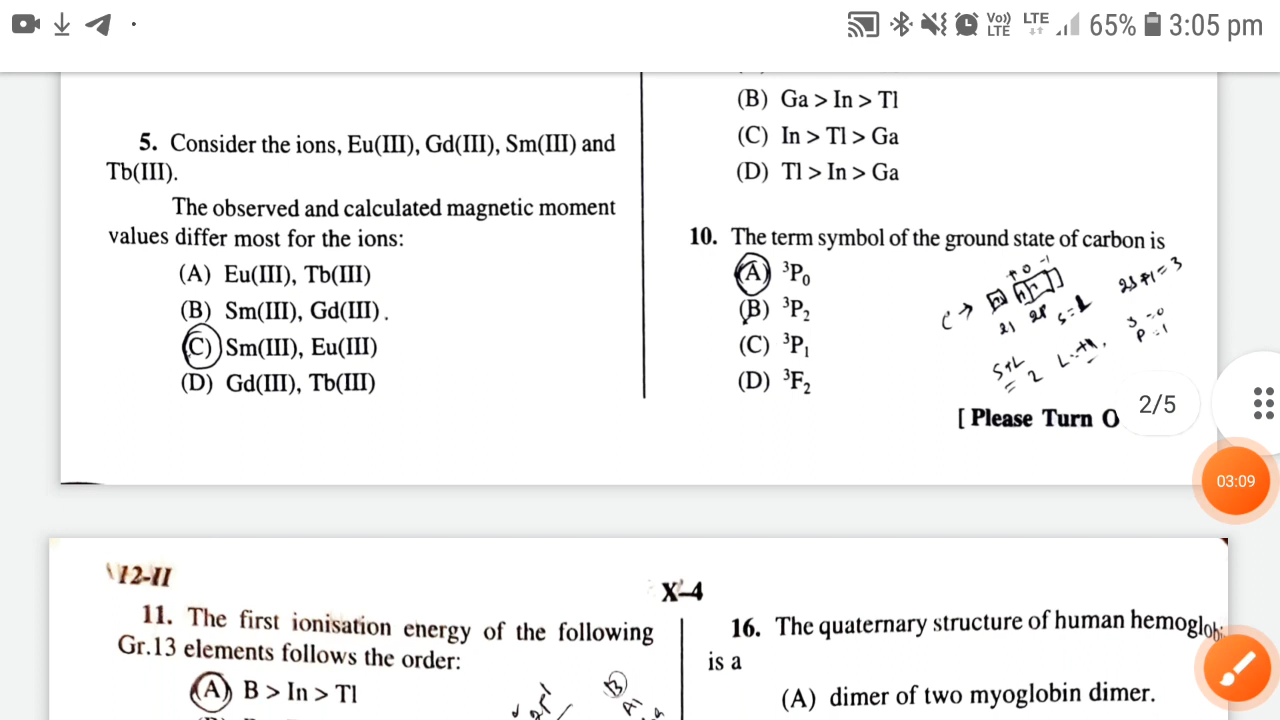 Vo)) LTE LTE 65% 3:05 pm
5. Consider the ions, Eu(III), Gd(III), Sm(III) and
Tb(III).
The observed and calculated magnetic moment
values differ most for the ions:
(A) Eu(III), Tb(III)
(B) Sm(III), Gd(III).
(C) Sm(III), Eu(III)
(D) Gd(III), Tb(III)
(B) Ga > In > Tl
(C) In > Tl > Ga
(D) Tl > In > Ga
10. The term symbol of the ground state of carbon is
(A) ³P₀
(B) ³P₂
(C) ³P₁
(D) ³F₂
C →
S+L
= 2
[ Please Turn O
2/5
03:09
12-II
X-4
11. The first ionisation energy of the following
Gr.13 elements follows the order:
(A) B > In > Tl
16. The quaternary structure of human hemoglobi
is a
(A) dimer of two myoglobin dimer.